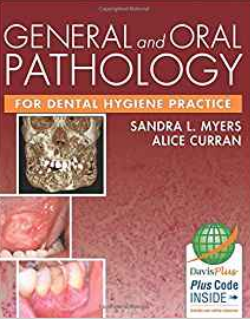 GENERAL and ORAL
PATHOLOGY
FOR DENTAL HYGIENE PRACTICE
SANDRA L. MYERS
ALICE CURRAN
DavisPlus
Plus Code
INSIDE